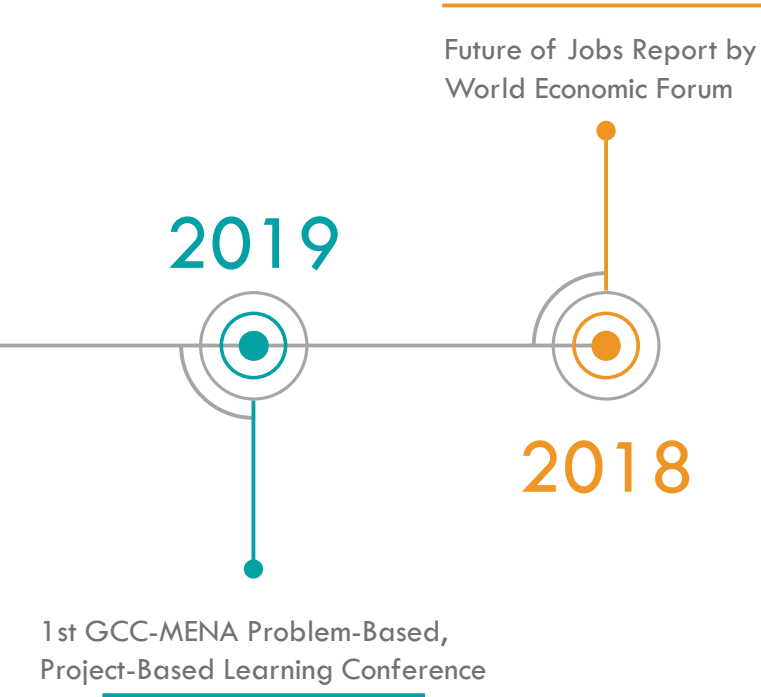 Future of Jobs Report by
World Economic Forum
2019
2018
1st GCC-MENA Problem-Based,
Project-Based Learning Conference